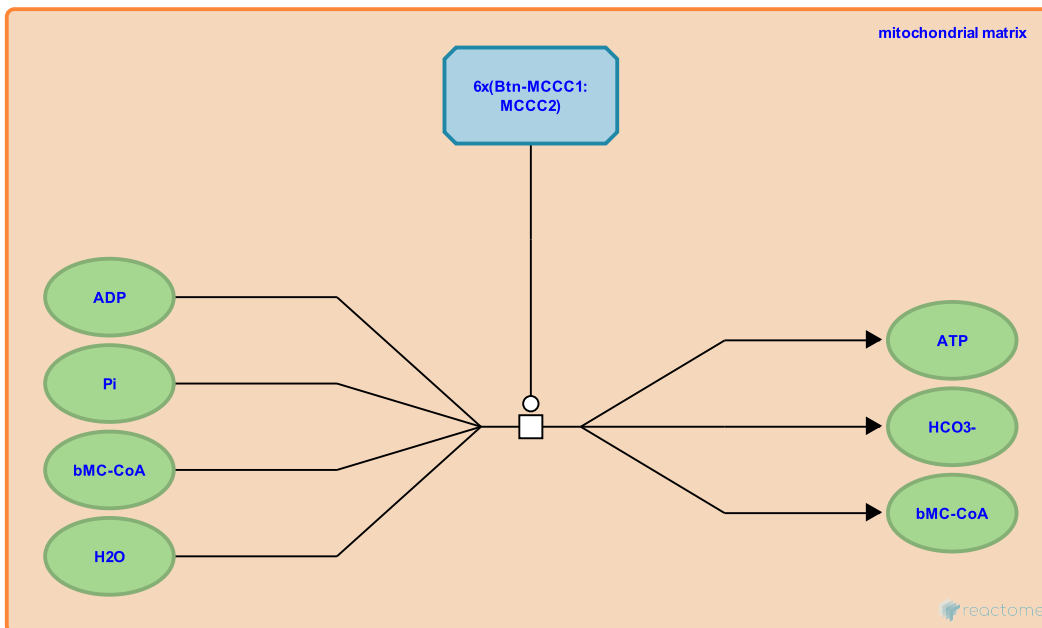 mitochondrial matrix
6x(Btn-MCCC1:
MCCC2)
ADP
Pi
bMC-CoA
H2O
ATP
HCO3-
bMC-CoA
reactome